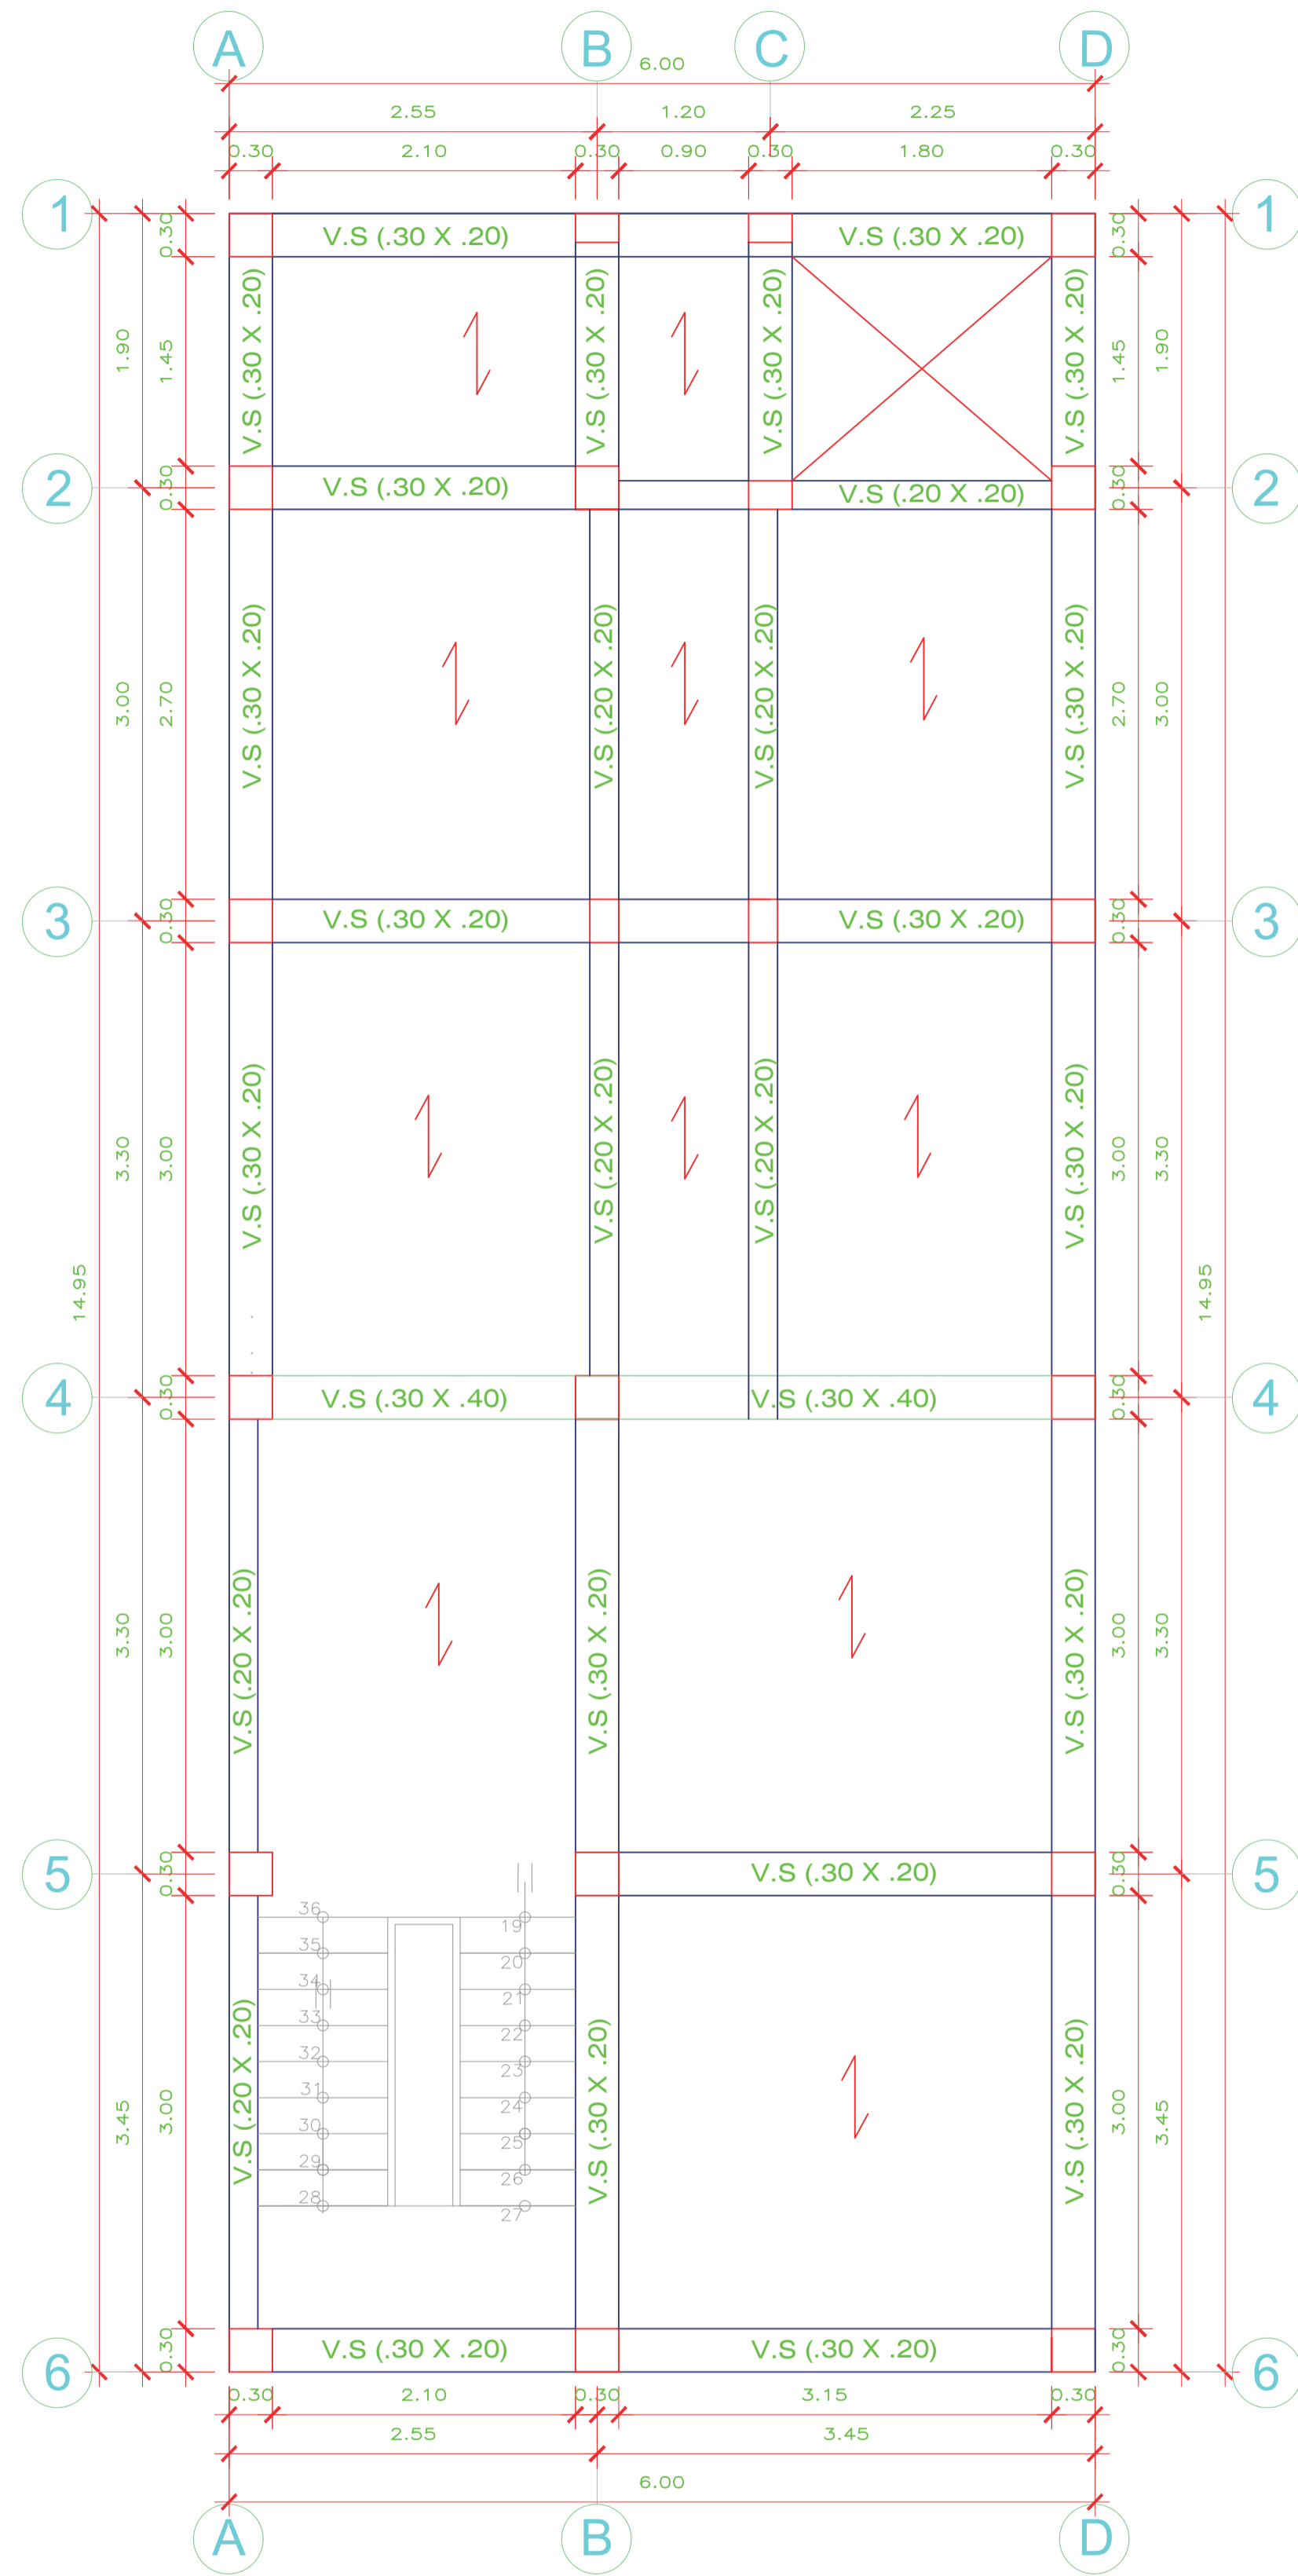 A B C D
6.00
2.55 1.20 2.25
0.30 2.10 0.30 0.90 0.30 1.80 0.30
1 0.30 V.S (.30 X .20) V.S (.30 X .20) 0.30 1
V.S (.30 X .20) V.S (.30 X .20) V.S (.30 X .20) V.S (.30 X .20)
1.90 1.45 1.45 1.90
2 0.30 V.S (.30 X .20) V.S (.20 X .20) 0.30 2
3.00 2.70 V.S (.30 X .20) V.S (.20 X .20) V.S (.20 X .20) V.S (.30 X .20) 2.70 3.00
3 0.30 V.S (.30 X .20) V.S (.30 X .20) 0.30 3
3.30 3.00 V.S (.30 X .20) V.S (.20 X .20) V.S (.20 X .20) V.S (.30 X .20) 3.00 3.30
14.95 14.95
4 0.30 V.S (.30 X .40) V.S (.30 X .40) 0.30 4
3.30 3.00 V.S (.20 X .20) V.S (.30 X .20) V.S (.30 X .20) 3.00 3.30
5 0.30 V.S (.30 X .20) 0.30 5
36 19
35 20
34 21
33 22
32 23
31 24
30 25
29 26
28 27
3.45 3.00 V.S (.20 X .20) V.S (.30 X .20) V.S (.30 X .20) 3.00 3.45
6 0.30 V.S (.30 X .20) V.S (.30 X .20) 0.30 6
0.30 2.10 0.30 3.15 0.30
2.55 3.45
6.00
A B D